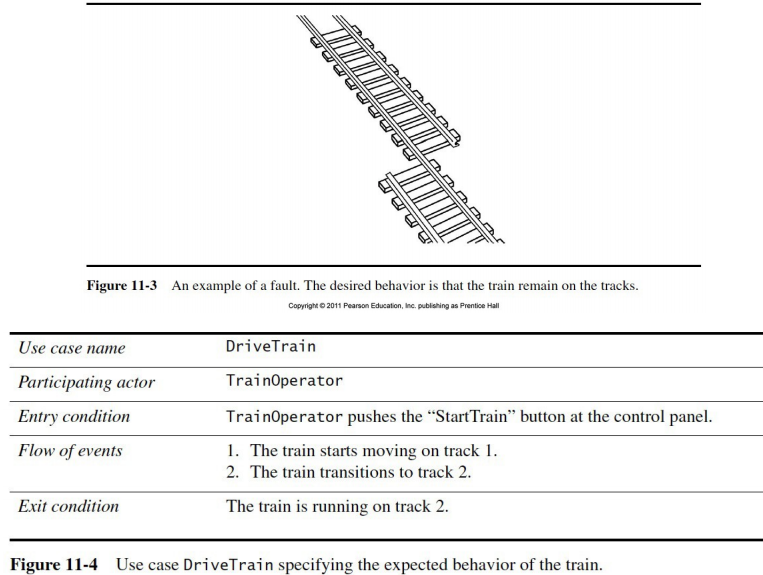 Figure 11-3 An example of a fault. The desired behavior is that the train remain on the tracks.
Copyright © 2011 Pearson Education, Inc. publishing as Prentice Hall
Use case name DriveTrain
Participating actor TrainOperator
Entry condition TrainOperator pushes the “StartTrain” button at the control panel.
Flow of events 1. The train starts moving on track 1.
2. The train transitions to track 2.
Exit condition The train is running on track 2.
Figure 11-4 Use case DriveTrain specifying the expected behavior of the train.